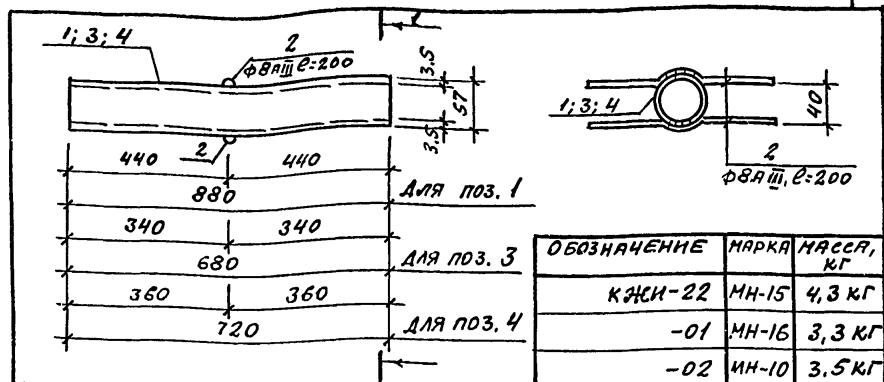 1; 3; 4
2
ф8АIII ℓ=200
3.5
57
3.5
2
440 440
880
ДЛЯ ПОЗ. 1
340 340
680
ДЛЯ ПОЗ. 3
360 360
720
ДЛЯ ПОЗ. 4
1; 3; 4
40
2
ф8АIII, ℓ=200
ОБОЗНАЧЕНИЕ МАРКА МАССА, КГ
КЖИ-22 МН-15 4,3 КГ
-01 МН-16 3,3 КГ
-02 МН-10 3.5 КГ